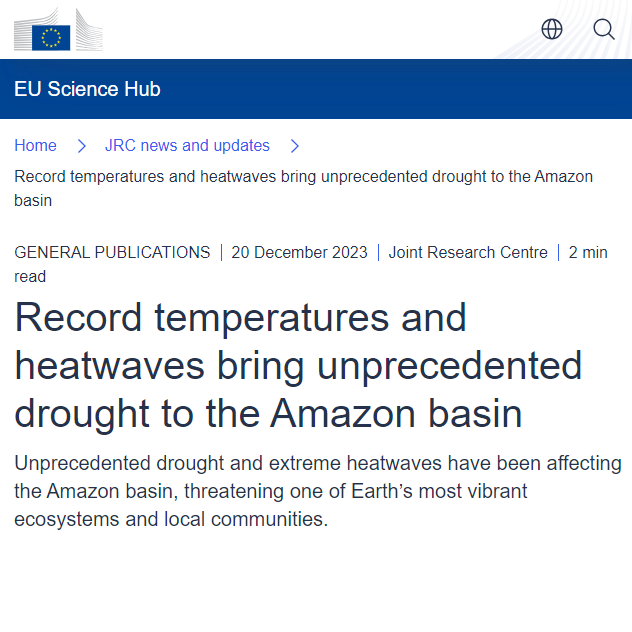 EU Science Hub
Home > JRC news and updates >
Record temperatures and heatwaves bring unprecedented drought to the Amazon
basin
GENERAL PUBLICATIONS | 20 December 2023 | Joint Research Centre | 2 min
read
Record temperatures and
heatwaves bring unprecedented
drought to the Amazon basin
Unprecedented drought and extreme heatwaves have been affecting
the Amazon basin, threatening one of Earth’s most vibrant
ecosystems and local communities.